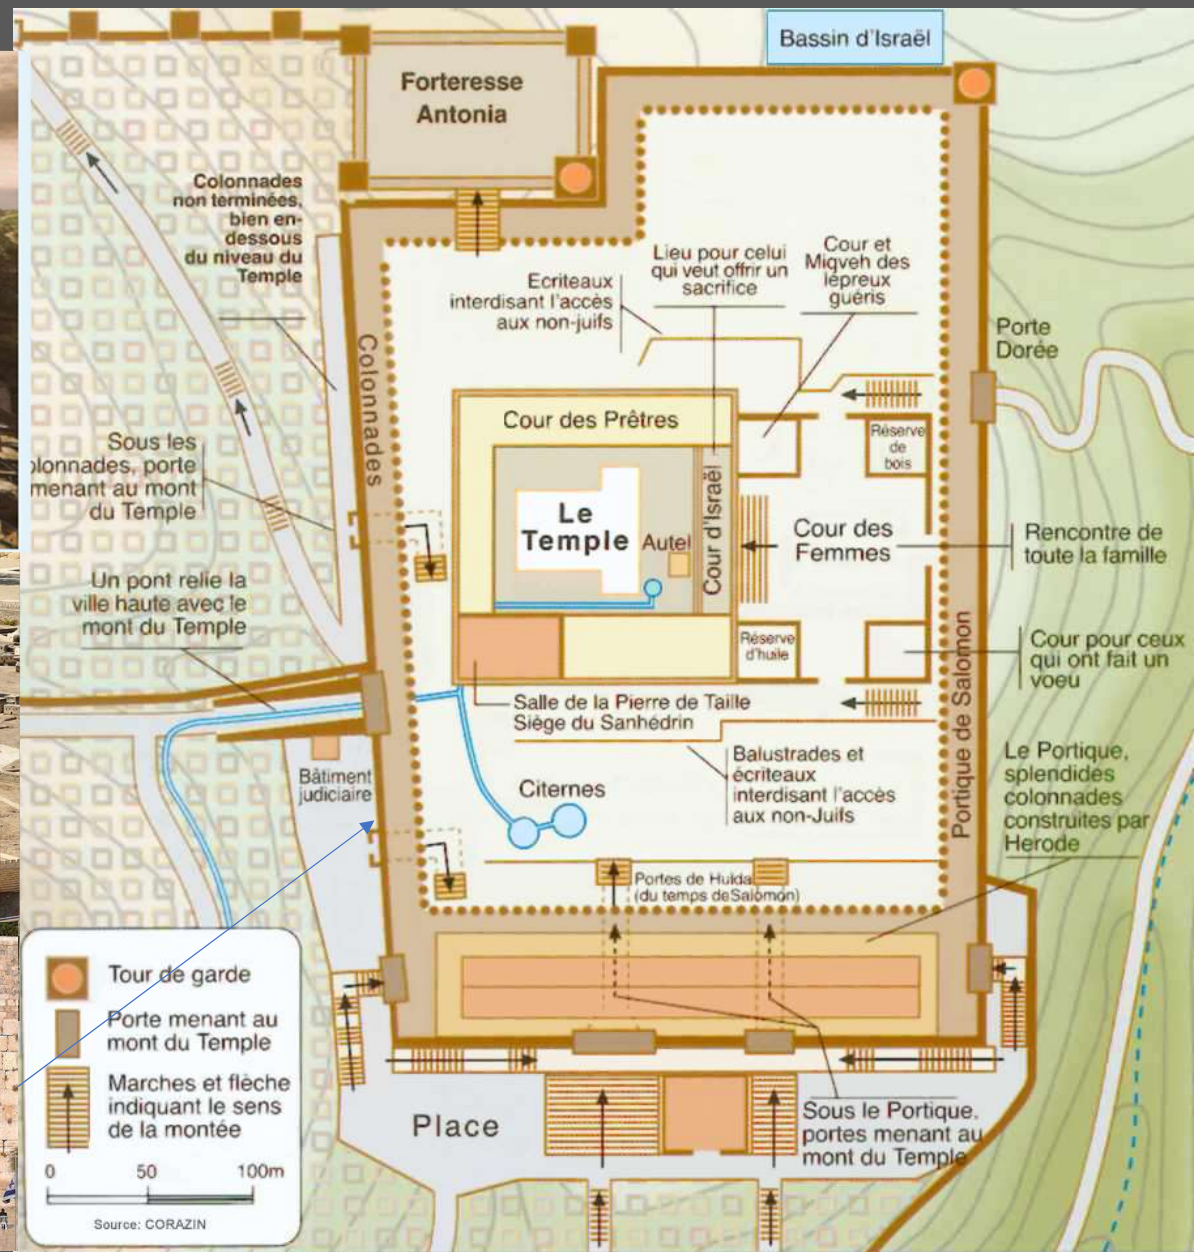 Bassin d'Israël
Forteresse
Antonia
Colonnades
non terminées,
bien en-
dessous
du niveau du
Temple
Ecriteaux
interdisant l'accès
aux non-juifs
Lieu pour celui
qui veut offrir un
sacrifice
Cour et
Miqveh des
lépreux
guéris
Porte
Dorée
Colonnades
Cour des Prêtres
Réserve
de
bois
Sous les
olonnades, porte
menant au mont
du Temple
Le
Temple
Autel
Cour d'Israël
Cour des
Femmes
Rencontre de
toute la famille
Un pont relie la
ville haute avec le
mont du Temple
Réserve
d'huile
Cour pour ceux
qui ont fait un
voeu
Salle de la Pierre de Taille
Siège du Sanhédrin
Portique de Salomon
Bâtiment
judiciaire
Citernes
Balustrades et
écriteaux
interdisant l'accès
aux non-Juifs
Le Portique,
splendides
colonnades
construites par
Herode
Portes de Hulda
(du temps de Salomon)
Tour de garde
Porte menant au
mont du Temple
Marches et flèche
indiquant le sens
de la montée
0 50 100m
Source: CORAZIN
Place
Sous le Portique,
portes menant au
mont du Temple